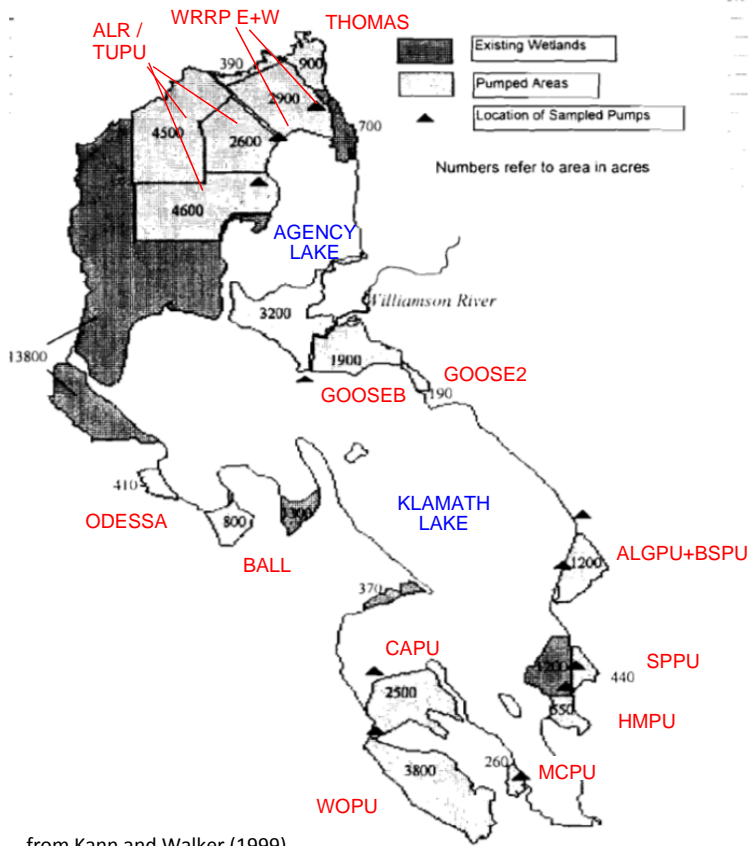 WRRP E+W
THOMAS
ALR /
TUPU
390
900
2900
4500
2600
700
4600
Existing Wetlands
Pumped Areas
Location of Sampled Pumps
Numbers refer to area in acres
AGENCY
LAKE
Williamson River
3200
13800
1900
GOOSE2
190
GOOSEB
410
ODESSA
800
1300
BALL
KLAMATH
LAKE
1200
ALGPU+BSPU
370
CAPU
1200
SPPU
440
2500
550
HMPU
260
MCPU
3800
WOPU
from Kann and Walker (1999)